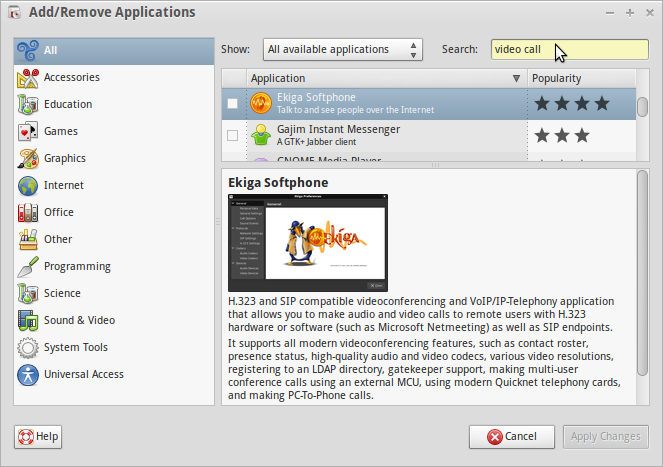 Add/Remove Applications
All
Accessories
Education
Games
Graphics
Internet
Office
Other
Programming
Science
Sound & Video
System Tools
Universal Access
Show: All available applications Search: video call
Application Popularity
Ekiga Softphone
Talk to and see people over the Internet
Gajim Instant Messenger
A GTK+ Jabber client
GNOME Media Player
Ekiga Softphone
Ekiga Preferences
General
ekiga
H.323 and SIP compatible videoconferencing and VoIP/IP-Telephony application
that allows you to make audio and video calls to remote users with H.323
hardware or software (such as Microsoft Netmeeting) as well as SIP endpoints.
It supports all modern videoconferencing features, such as contact roster,
presence status, high-quality audio and video codecs, various video resolutions,
registering to an LDAP directory, gatekeeper support, making multi-user
conference calls using an external MCU, using modern Quicknet telephony cards,
and making PC-To-Phone calls.
Help Cancel Apply Changes